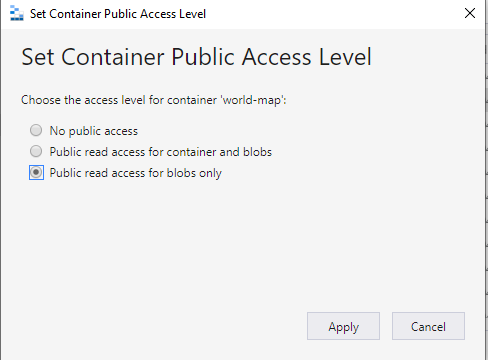 Set Container Public Access Level
Set Container Public Access Level
Choose the access level for container 'world-map':
No public access
Public read access for container and blobs
Public read access for blobs only
Apply Cancel